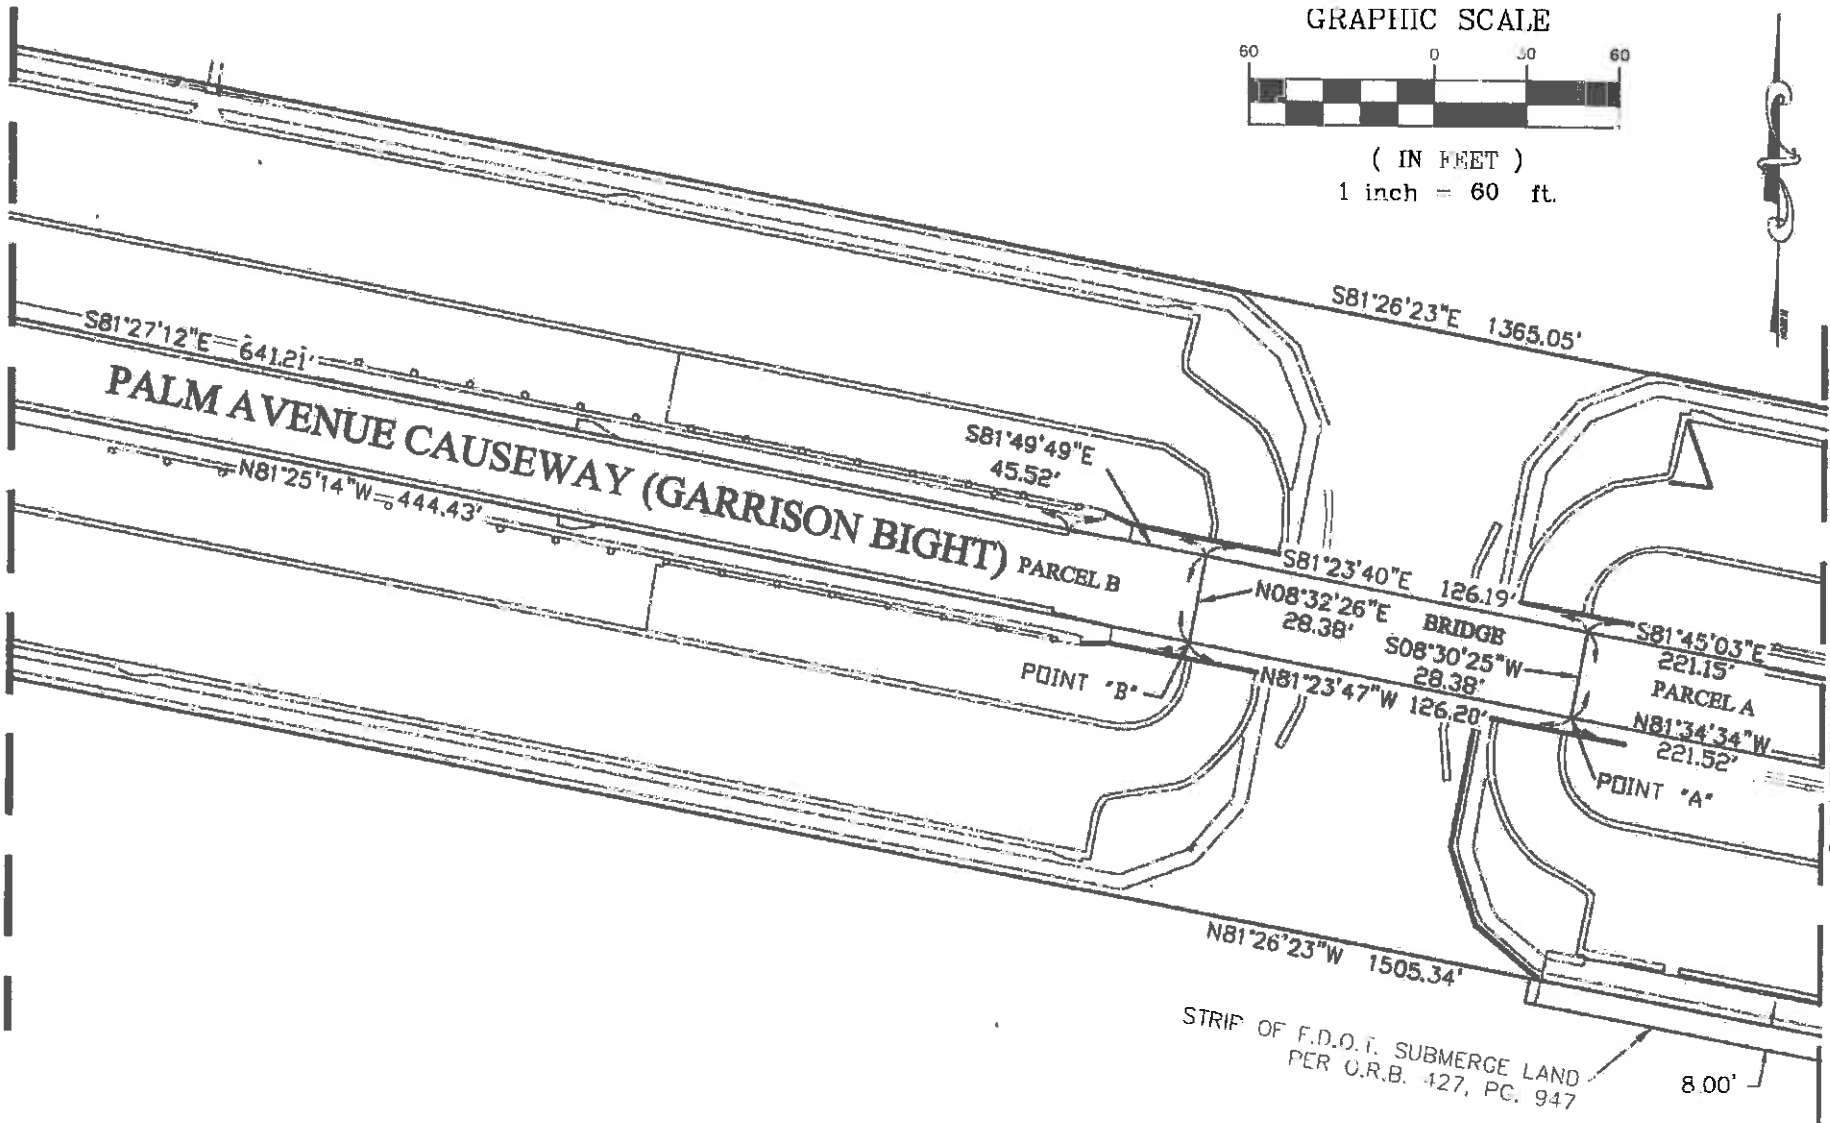 GRAPHIC SCALE
60 0 30 60
( IN FEET )
1 inch = 60 ft.
S81°26'23"E 1365.05'
S81°27'12"E 641.21'
PALM AVENUE CAUSEWAY (GARRISON BIGHT) PARCEL B
N81°25'14"W 444.43'
S81°49'49"E
45.52'
S81°23'40"E 126.19'
N08°32'26"E
28.38'
BRIDGE
S08°30'25"W
28.38'
S81°45'03"E
221.15'
PARCEL A
N81°34'34"W
221.52'
POINT "B"
N81°23'47"W 126.20'
POINT "A"
N81°26'23"W 1505.34'
STRIP OF F.D.O.T. SUBMERGE LAND
PER O.R.B. 427, PG. 947
8.00'